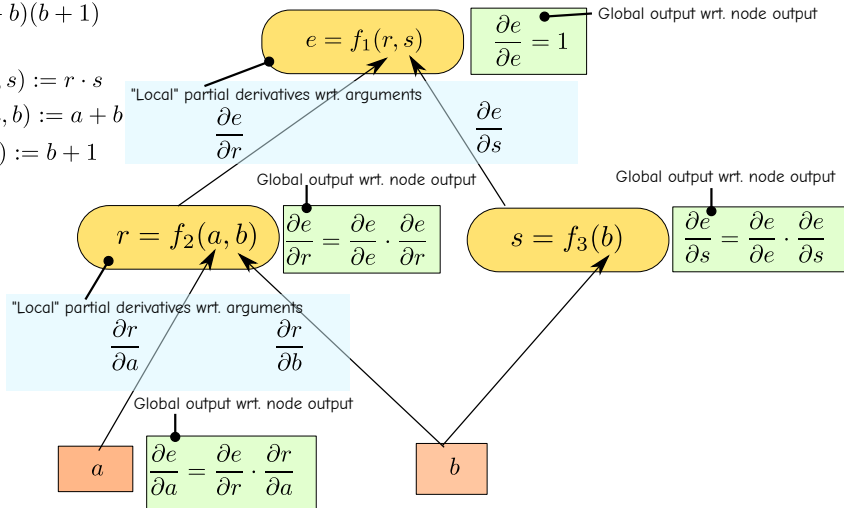 + b)(b + 1)
Global output wrt. node output
e = f₁(r, s)
∂e/∂e = 1
, s) := r · s
"Local" partial derivatives wrt. arguments
, b) := a + b
∂e/∂r
∂e/∂s
) := b + 1
Global output wrt. node output
Global output wrt. node output
r = f₂(a, b)
∂e/∂r = ∂e/∂e · ∂e/∂r
s = f₃(b)
∂e/∂s = ∂e/∂e · ∂e/∂s
"Local" partial derivatives wrt. arguments
∂r/∂a
∂r/∂b
Global output wrt. node output
a
∂e/∂a = ∂e/∂r · ∂r/∂a
b